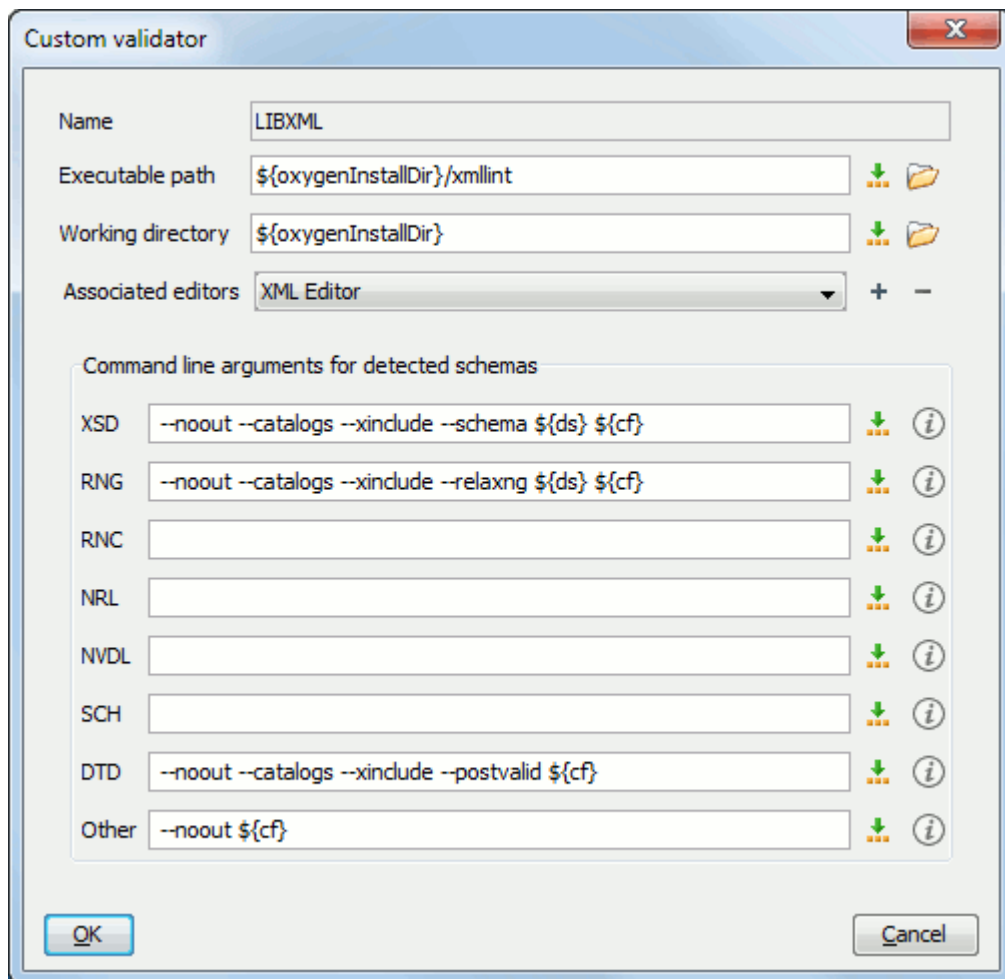 Custom validator
Name LIBXML
Executable path ${oxygenInstallDir}/xmllint
Working directory ${oxygenInstallDir}
Associated editors XML Editor
Command line arguments for detected schemas
XSD --noout --catalogs --xinclude --schema ${ds} ${cf}
RNG --noout --catalogs --xinclude --relaxng ${ds} ${cf}
RNC
NRL
NVDL
SCH
DTD --noout --catalogs --xinclude --postvalid ${cf}
Other --noout ${cf}
OK Cancel